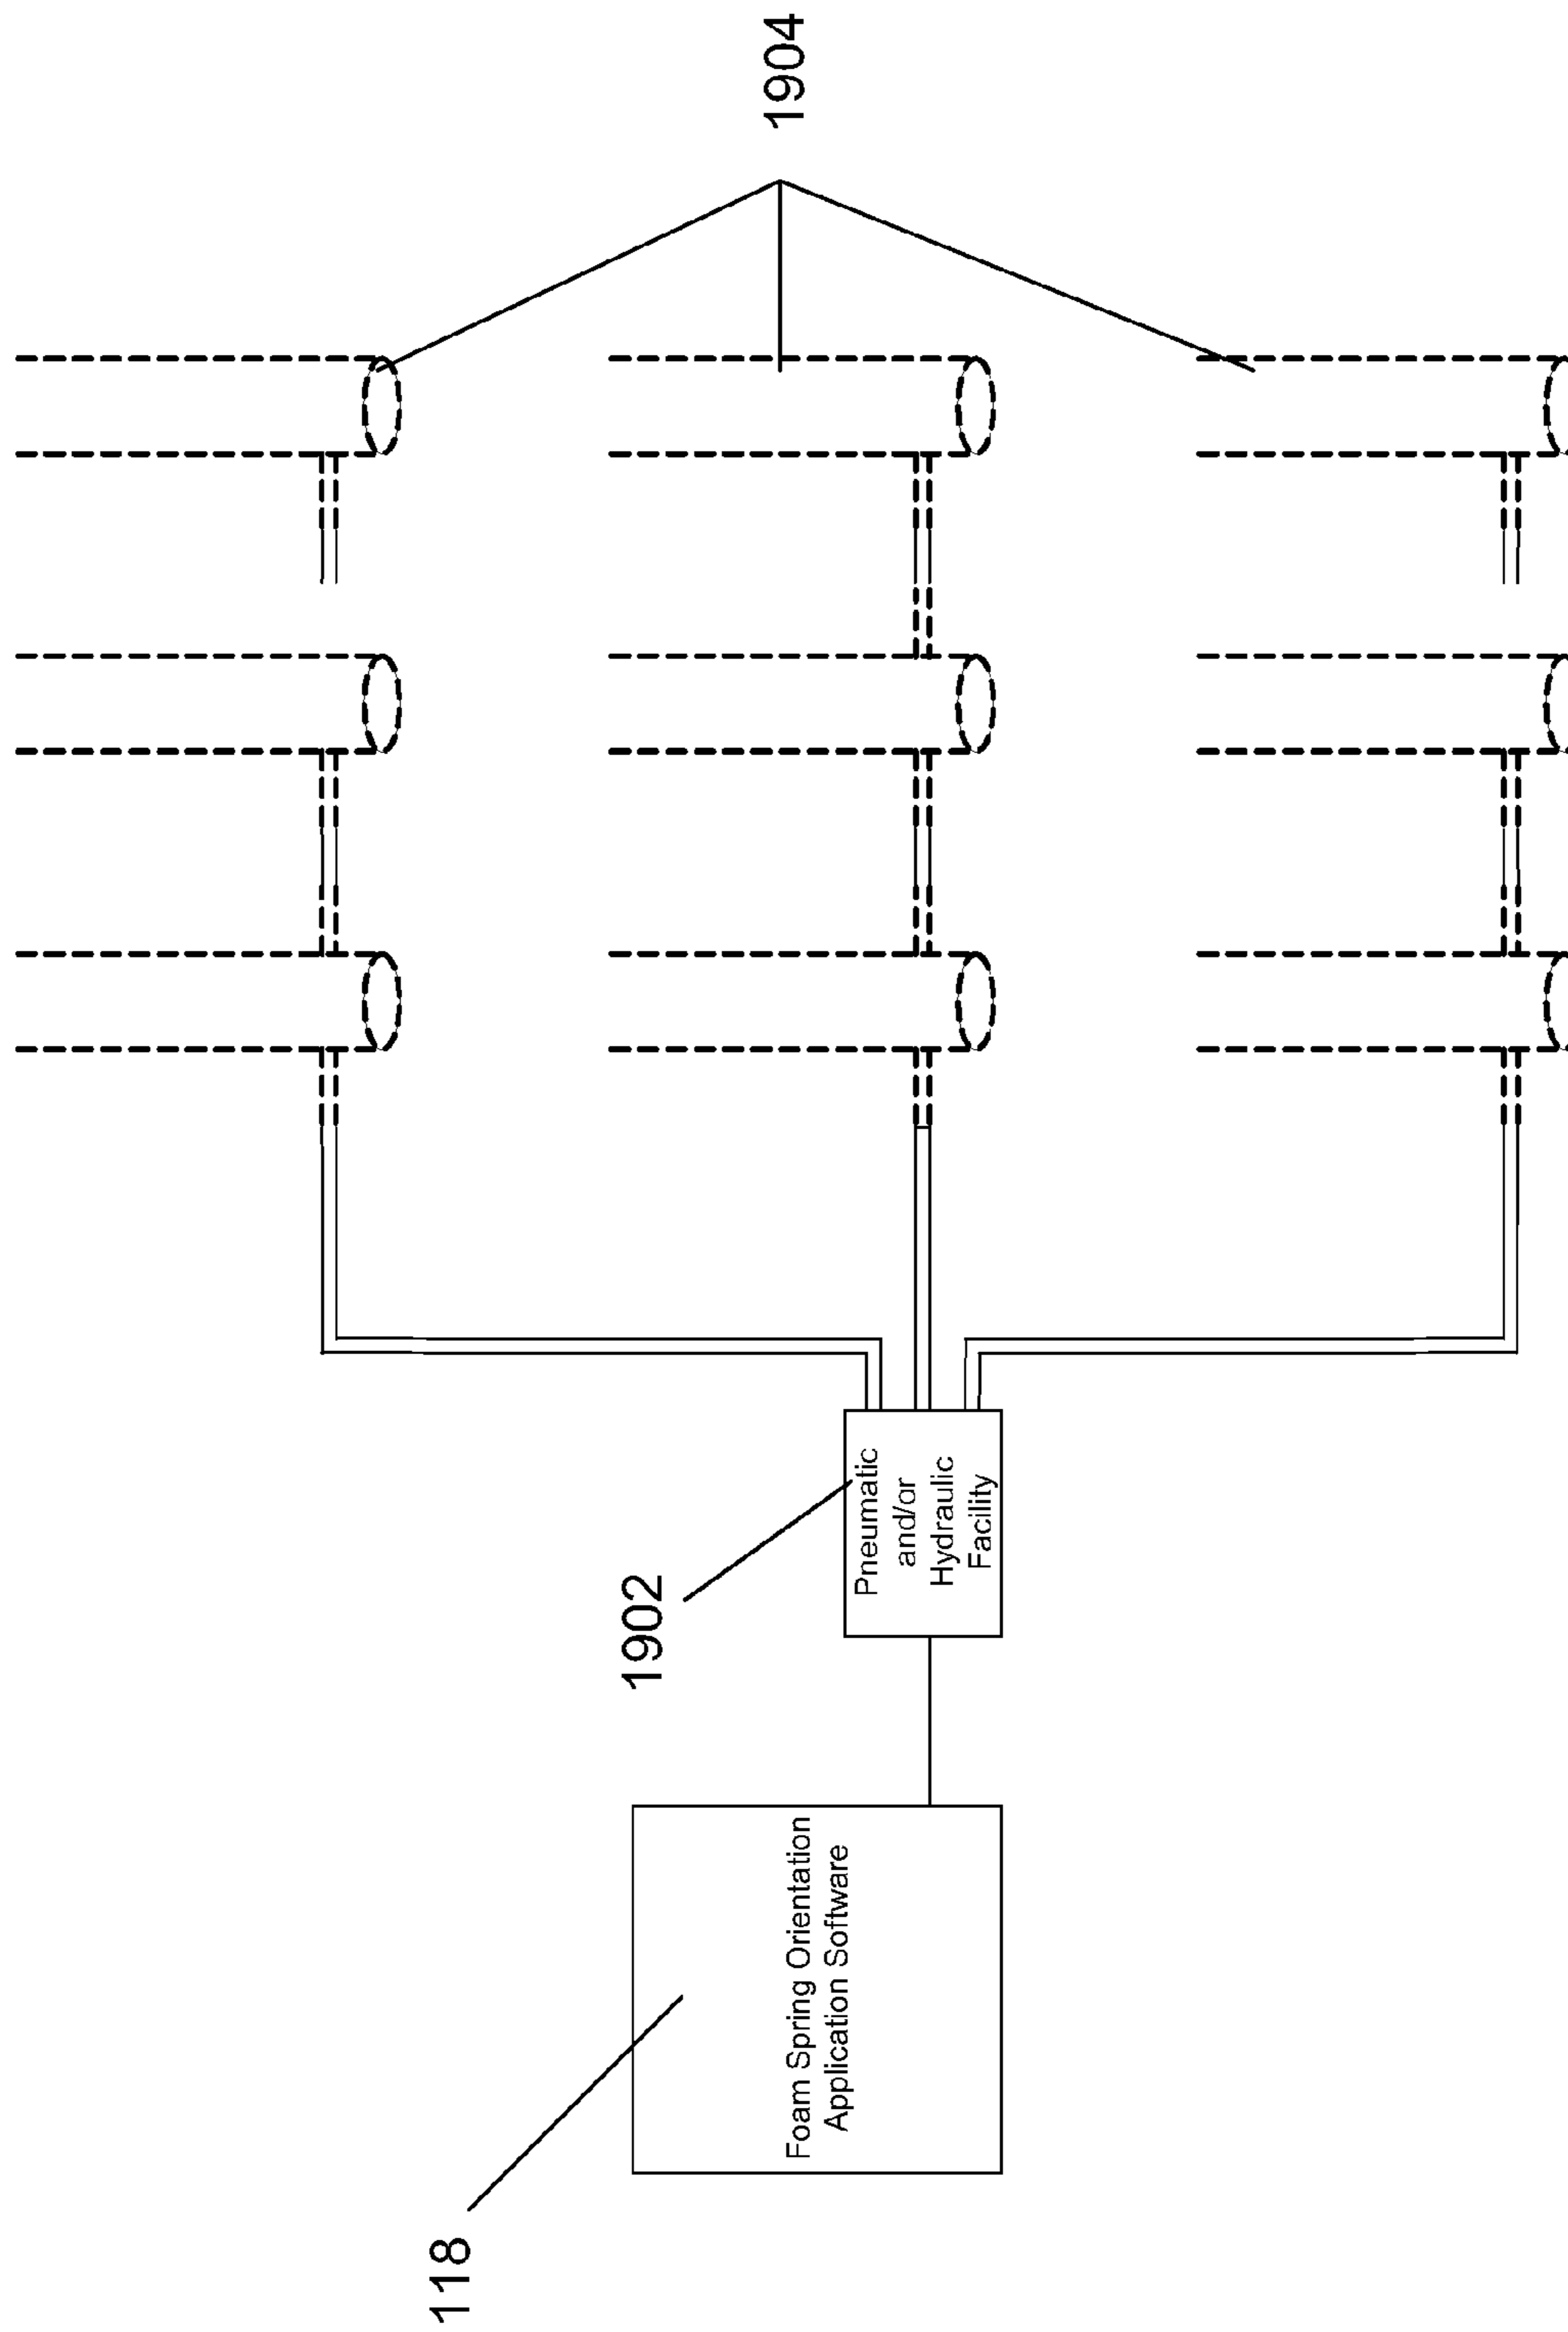 118
Foam Spring Orientation
Application Software
1902
Pneumatic
and/or
Hydraulic
Facility
1904